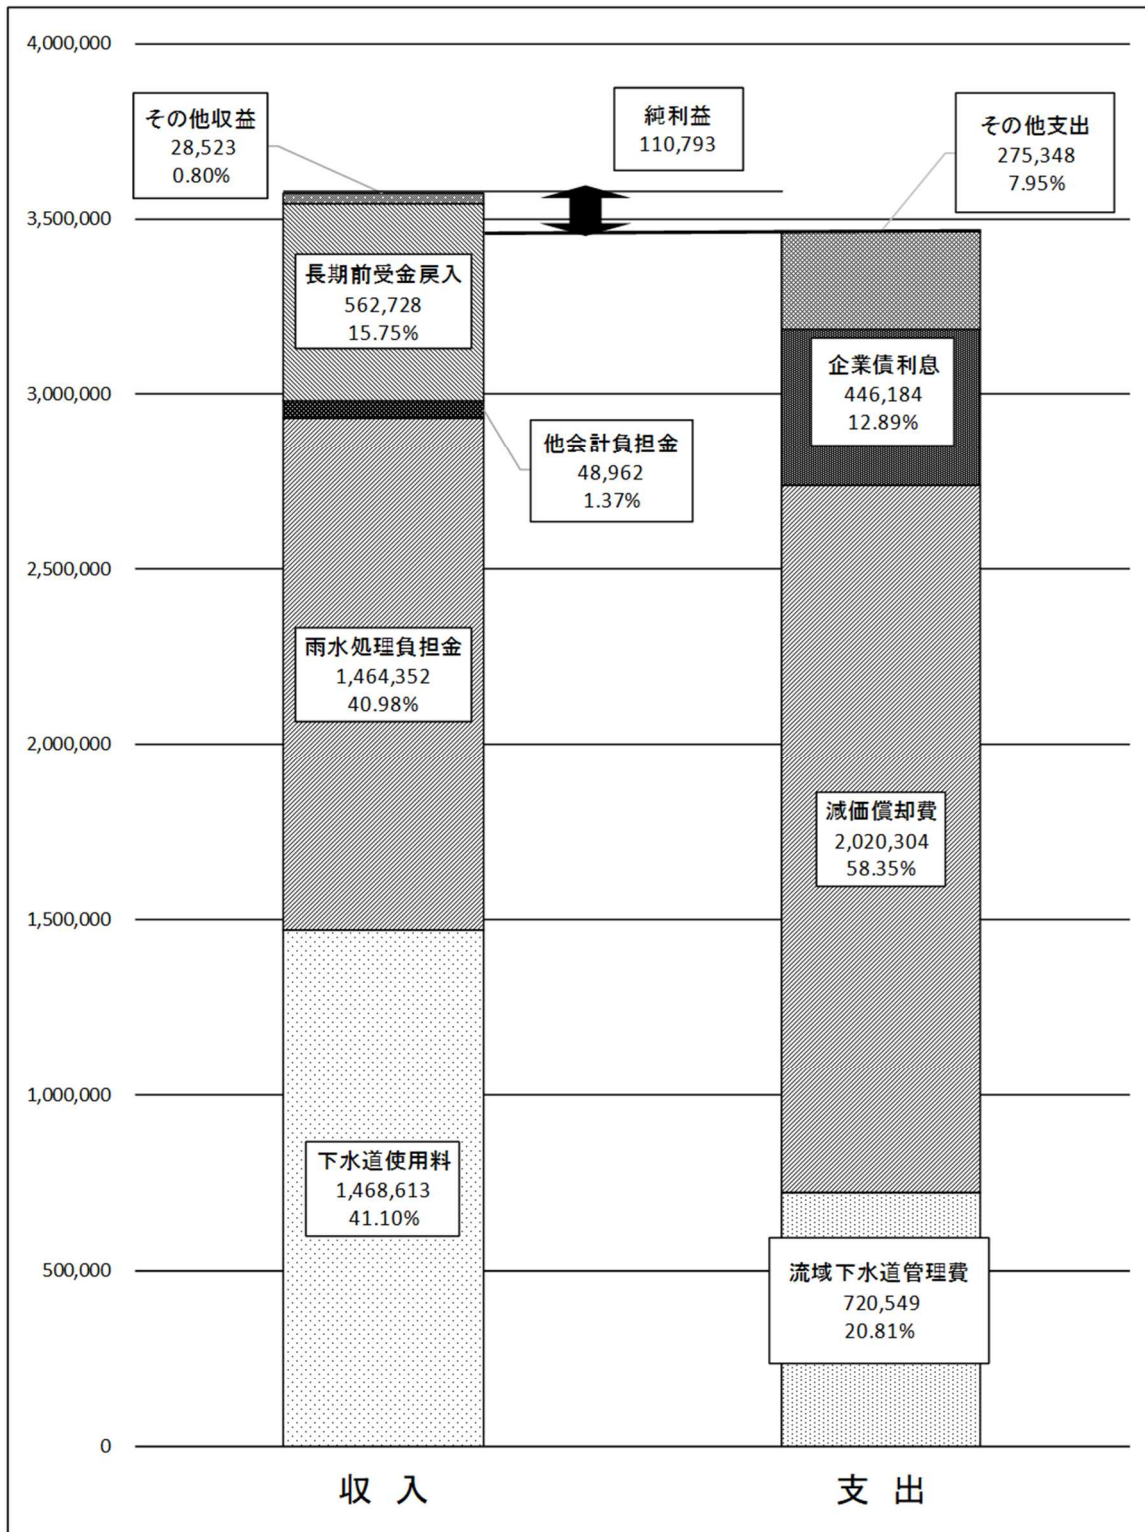 4,000,000
3,500,000
3,000,000
2,500,000
2,000,000
1,500,000
1,000,000
500,000
0
その他収益
28,523
0.80%
純利益
110,793
その他支出
275,348
7.95%
長期前受金戻入
562,728
15.75%
企業債利息
446,184
12.89%
他会計負担金
48,962
1.37%
雨水処理負担金
1,464,352
40.98%
減価償却費
2,020,304
58.35%
下水道使用料
1,468,613
41.10%
流域下水道管理費
720,549
20.81%
収 入
支 出